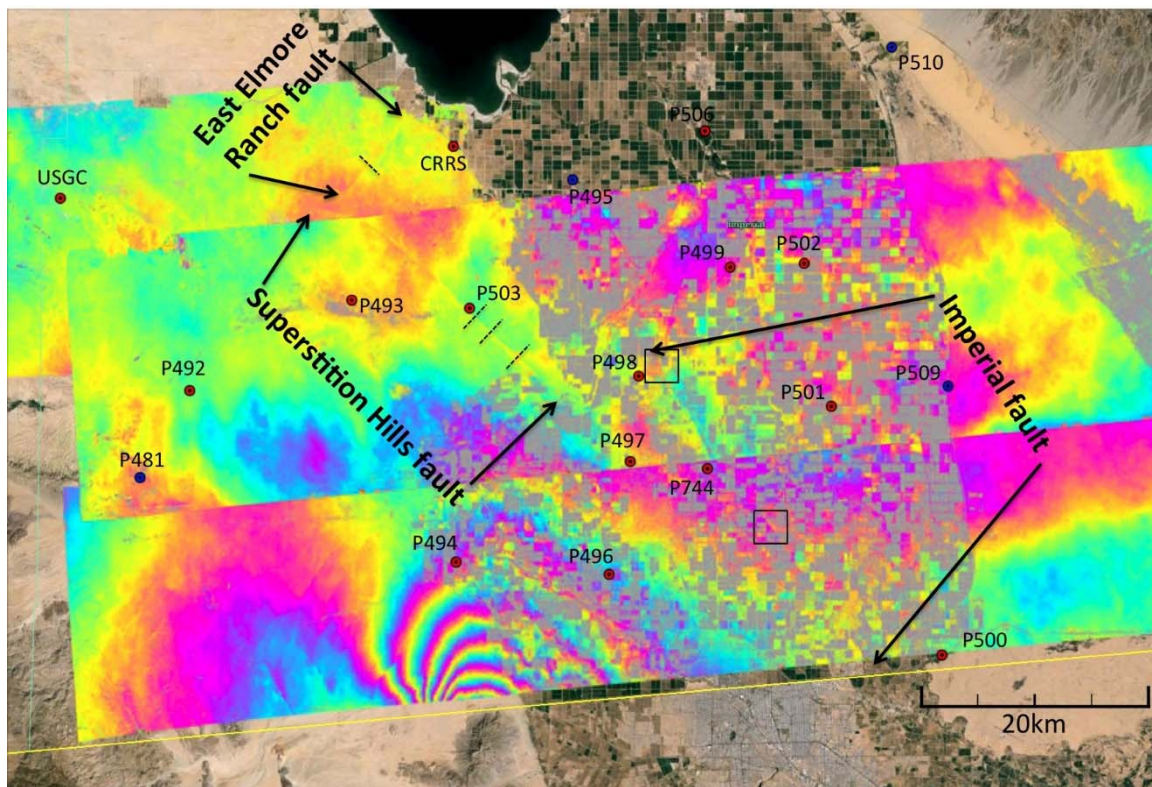 P510
East Elmore
Ranch fault
P506
CRRS
USGC
P495
Imperial
P499
P502
P493
P503
Superstition Hills fault
Imperial fault
P498
P492
P501
P509
P481
P497
P744
P494
P496
P500
20km